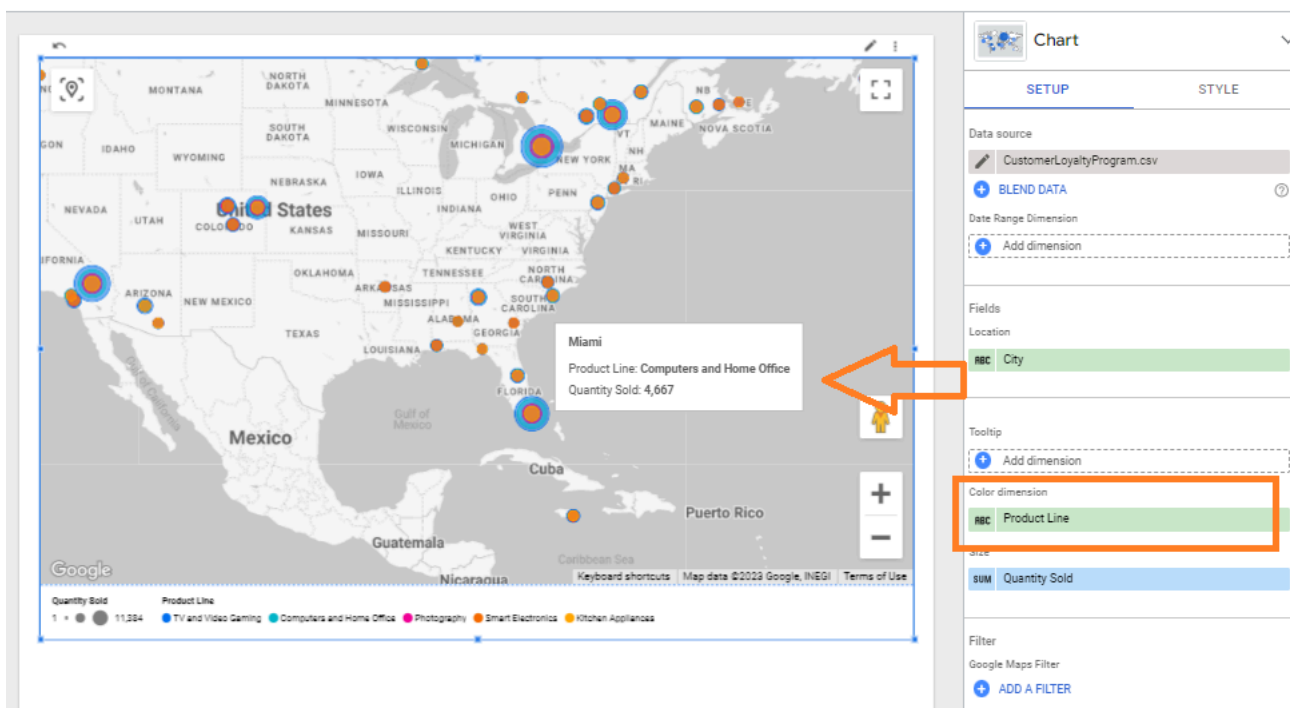 Chart
SETUP
STYLE
Data source
CustomerLoyaltyProgram.csv
BLEND DATA
Date Range Dimension
Add dimension
Fields
Location
ABC City
Tooltip
Add dimension
Color dimension
ABC Product Line
Size
SUM Quantity Sold
Filter
Google Maps Filter
ADD A FILTER
MONTANA
NORTH
DAKOTA
MINNESOTA
NB
PE
SOUTH
DAKOTA
WISCONSIN
MICHIGAN
VT
MAINE
NOVA SCOTIA
IDAHO
WYOMING
NEW YORK
NH
MA
RI
NEBRASKA
IOWA
ILLINOIS
OHIO
PENN
NEVADA
UTAH
United States
INDIANA
COLORADO
KANSAS
MISSOURI
WEST
VIRGINIA
KENTUCKY
VIRGINIA
IFORNIA
OKLAHOMA
TENNESSEE
NORTH
CAROLINA
ARIZONA
NEW MEXICO
ARKANSAS
MISSISSIPPI
SOUTH
CAROLINA
ALABAMA
TEXAS
GEORGIA
LOUISIANA
Miami
Product Line: Computers and Home Office
Quantity Sold: 4,667
FLORIDA
Gulf of California
Gulf of
Mexico
Mexico
Cuba
Puerto Rico
Guatemala
Caribbean Sea
Nicaragua
Google
Keyboard shortcuts
Map data ©2023 Google, INEGI
Terms of Use
Quantity Sold
Product Line
1
11,384
TV and Video Gaming
Computers and Home Office
Photography
Smart Electronics
Kitchen Appliances